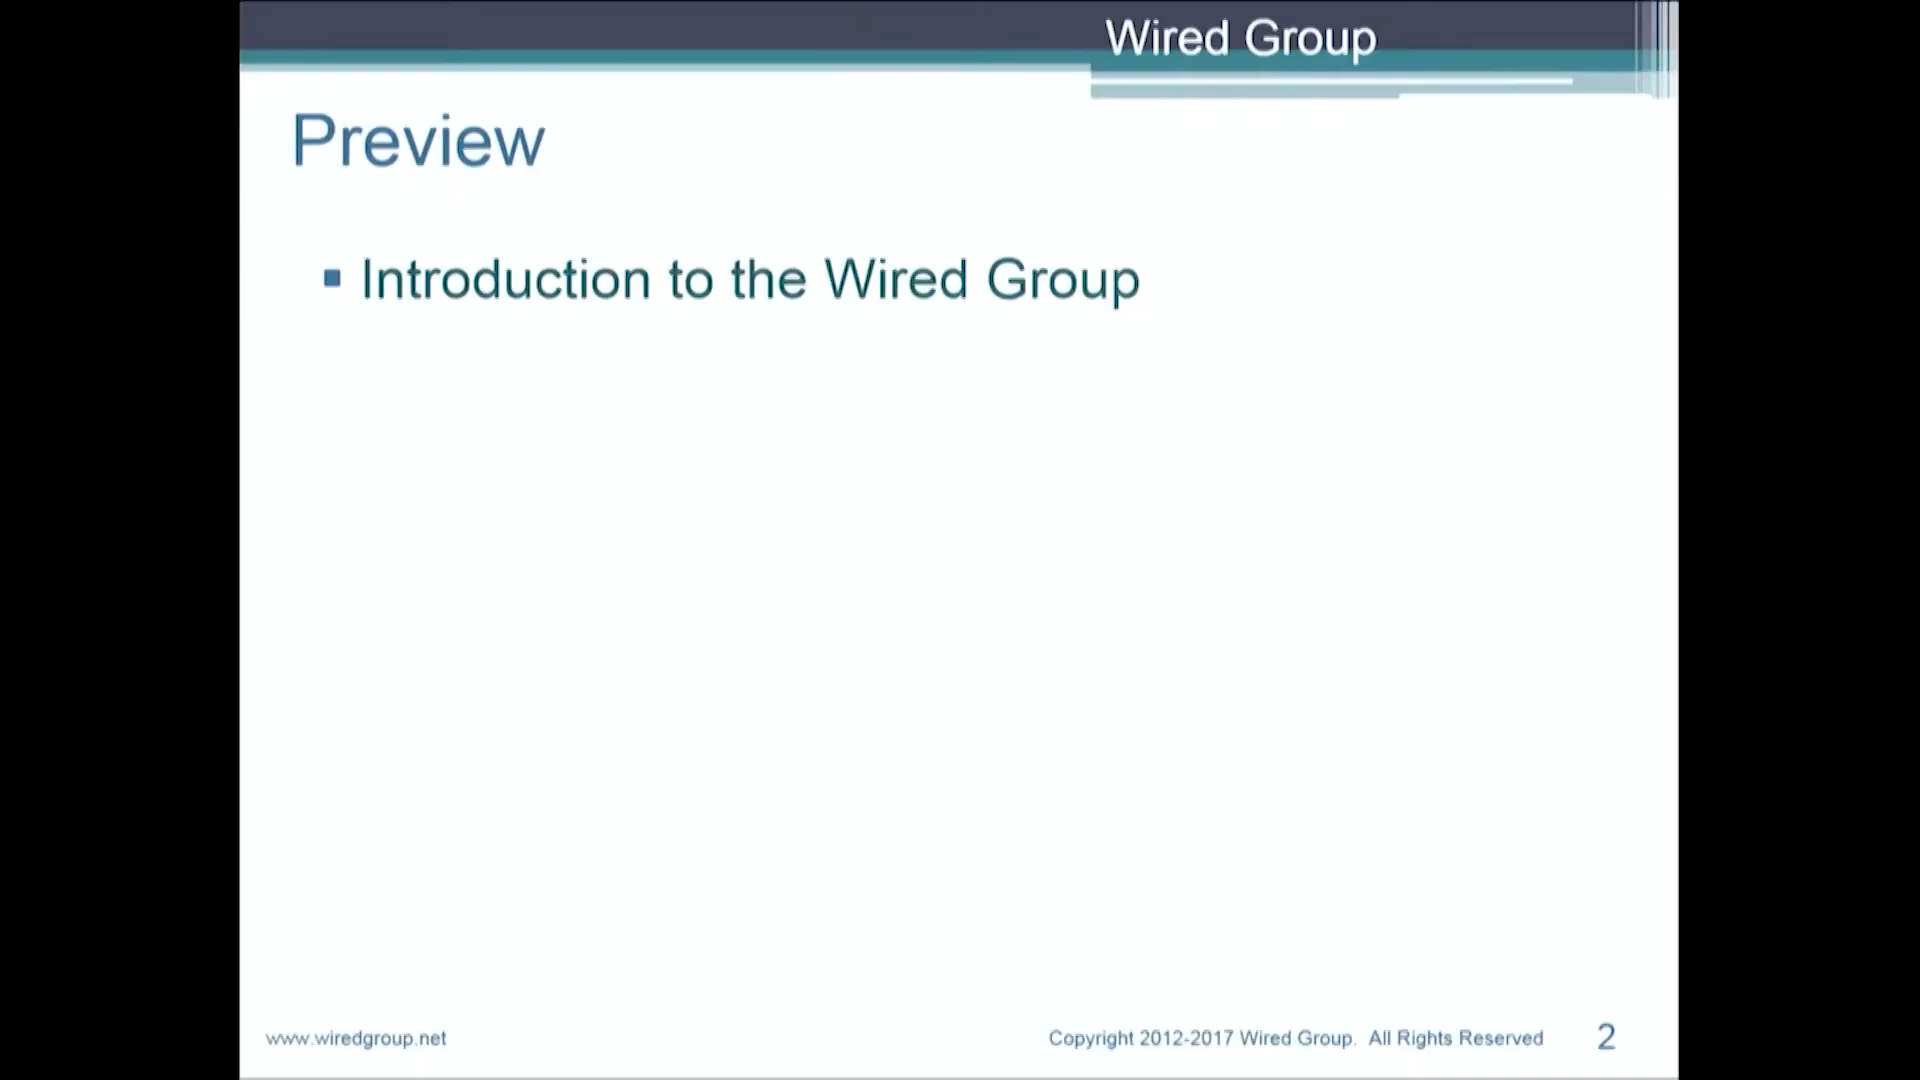 Wired Group
Preview
▪ Introduction to the Wired Group
www.wiredgroup.net
Copyright 2012-2017 Wired Group. All Rights Reserved
2